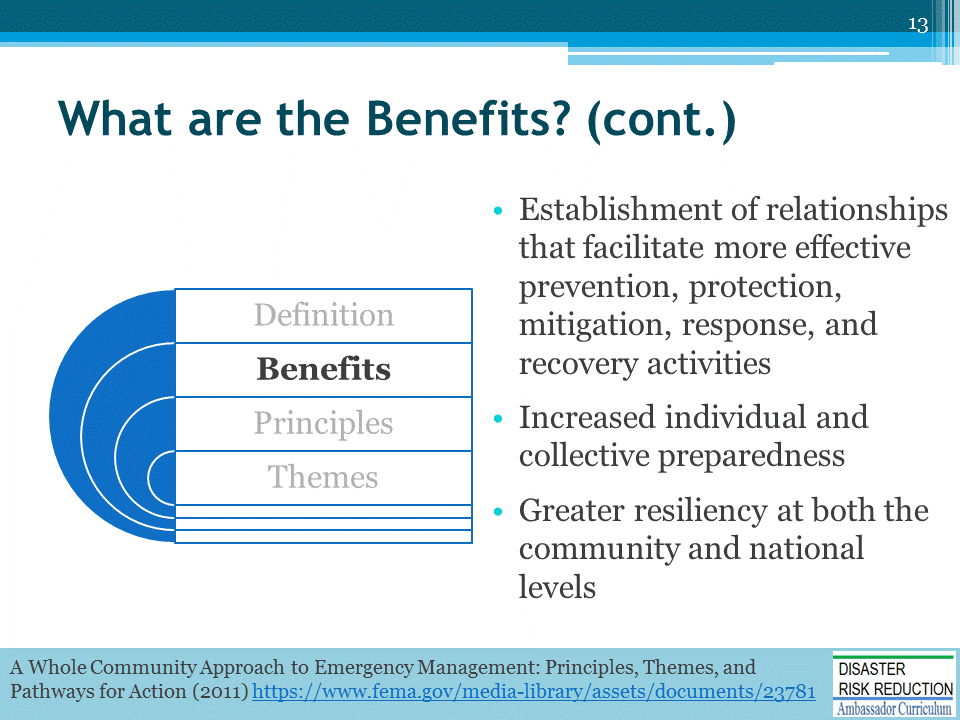 13
What are the Benefits? (cont.)
Definition
Benefits
Principles
Themes
• Establishment of relationships
that facilitate more effective
prevention, protection,
mitigation, response, and
recovery activities
• Increased individual and
collective preparedness
• Greater resiliency at both the
community and national
levels
A Whole Community Approach to Emergency Management: Principles, Themes, and
Pathways for Action (2011) https://www.fema.gov/media-library/assets/documents/23781
DISASTER
RISK REDUCTION
Ambassador Curriculum